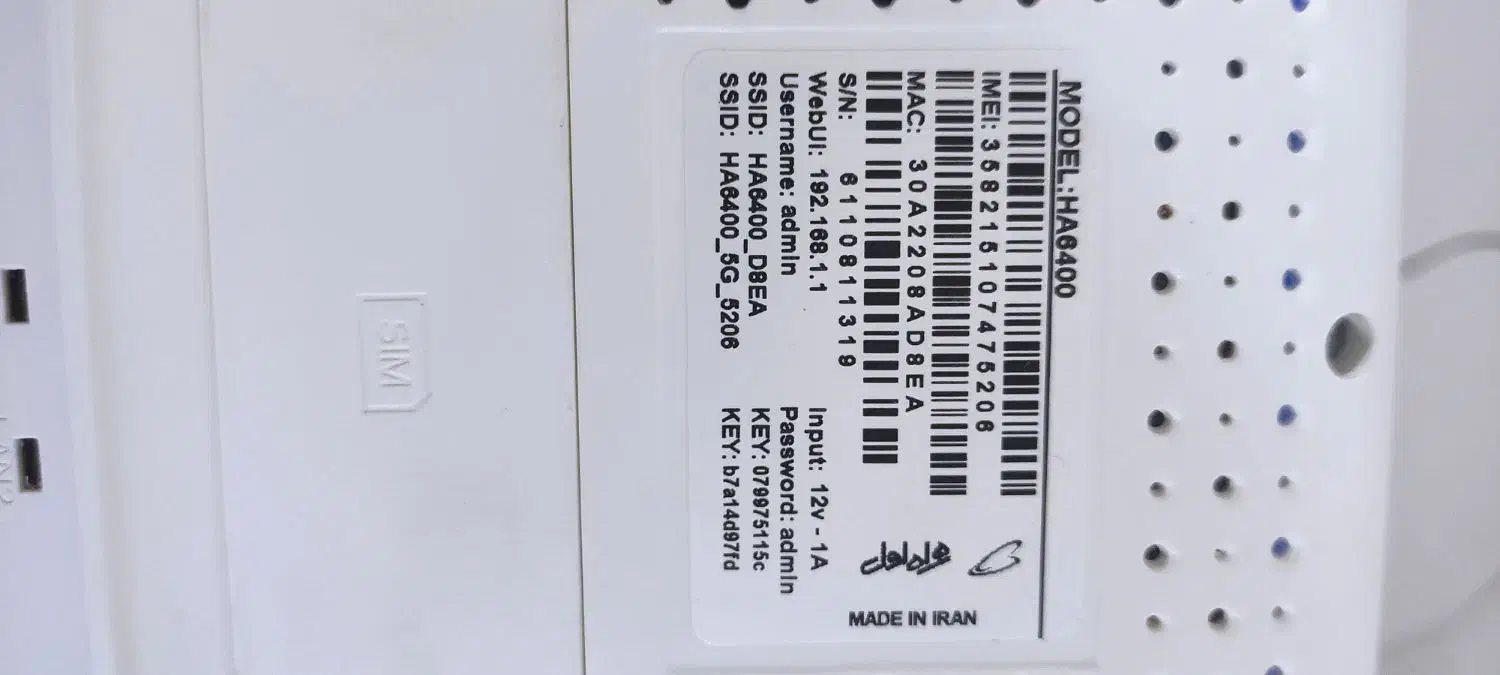 MODEL:HA6400
IMEI: 358215107475206
MAC: 30A2208AD8EA
S/N: 6110811319
WebUI: 192.168.1.1 Input: 12v - 1A
Username: admin Password: admin
SSID: HA6400_D8EA KEY: 079975115c
SSID: HA6400_5G_5206 KEY: b7a14d97fd
همراه اول
MADE IN IRAN
SIM
LAN2